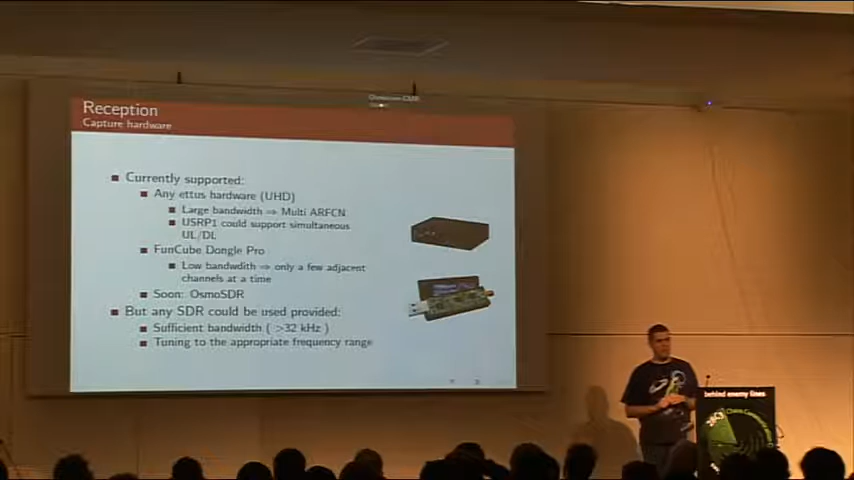 Reception
Capture hardware
Currently supported:
Any ettus hardware (UHD)
Large bandwidth ⇒ Multi ARFCN
USRP1 could support simultaneous
UL/DL
FunCube Dongle Pro
Low bandwidth ⇒ only a few adjacent
channels at a time
Soon: OsmoSDR
But any SDR could be used provided:
Sufficient bandwidth ( >32 kHz )
Tuning to the appropriate frequency range
behind enemy lines
28C3